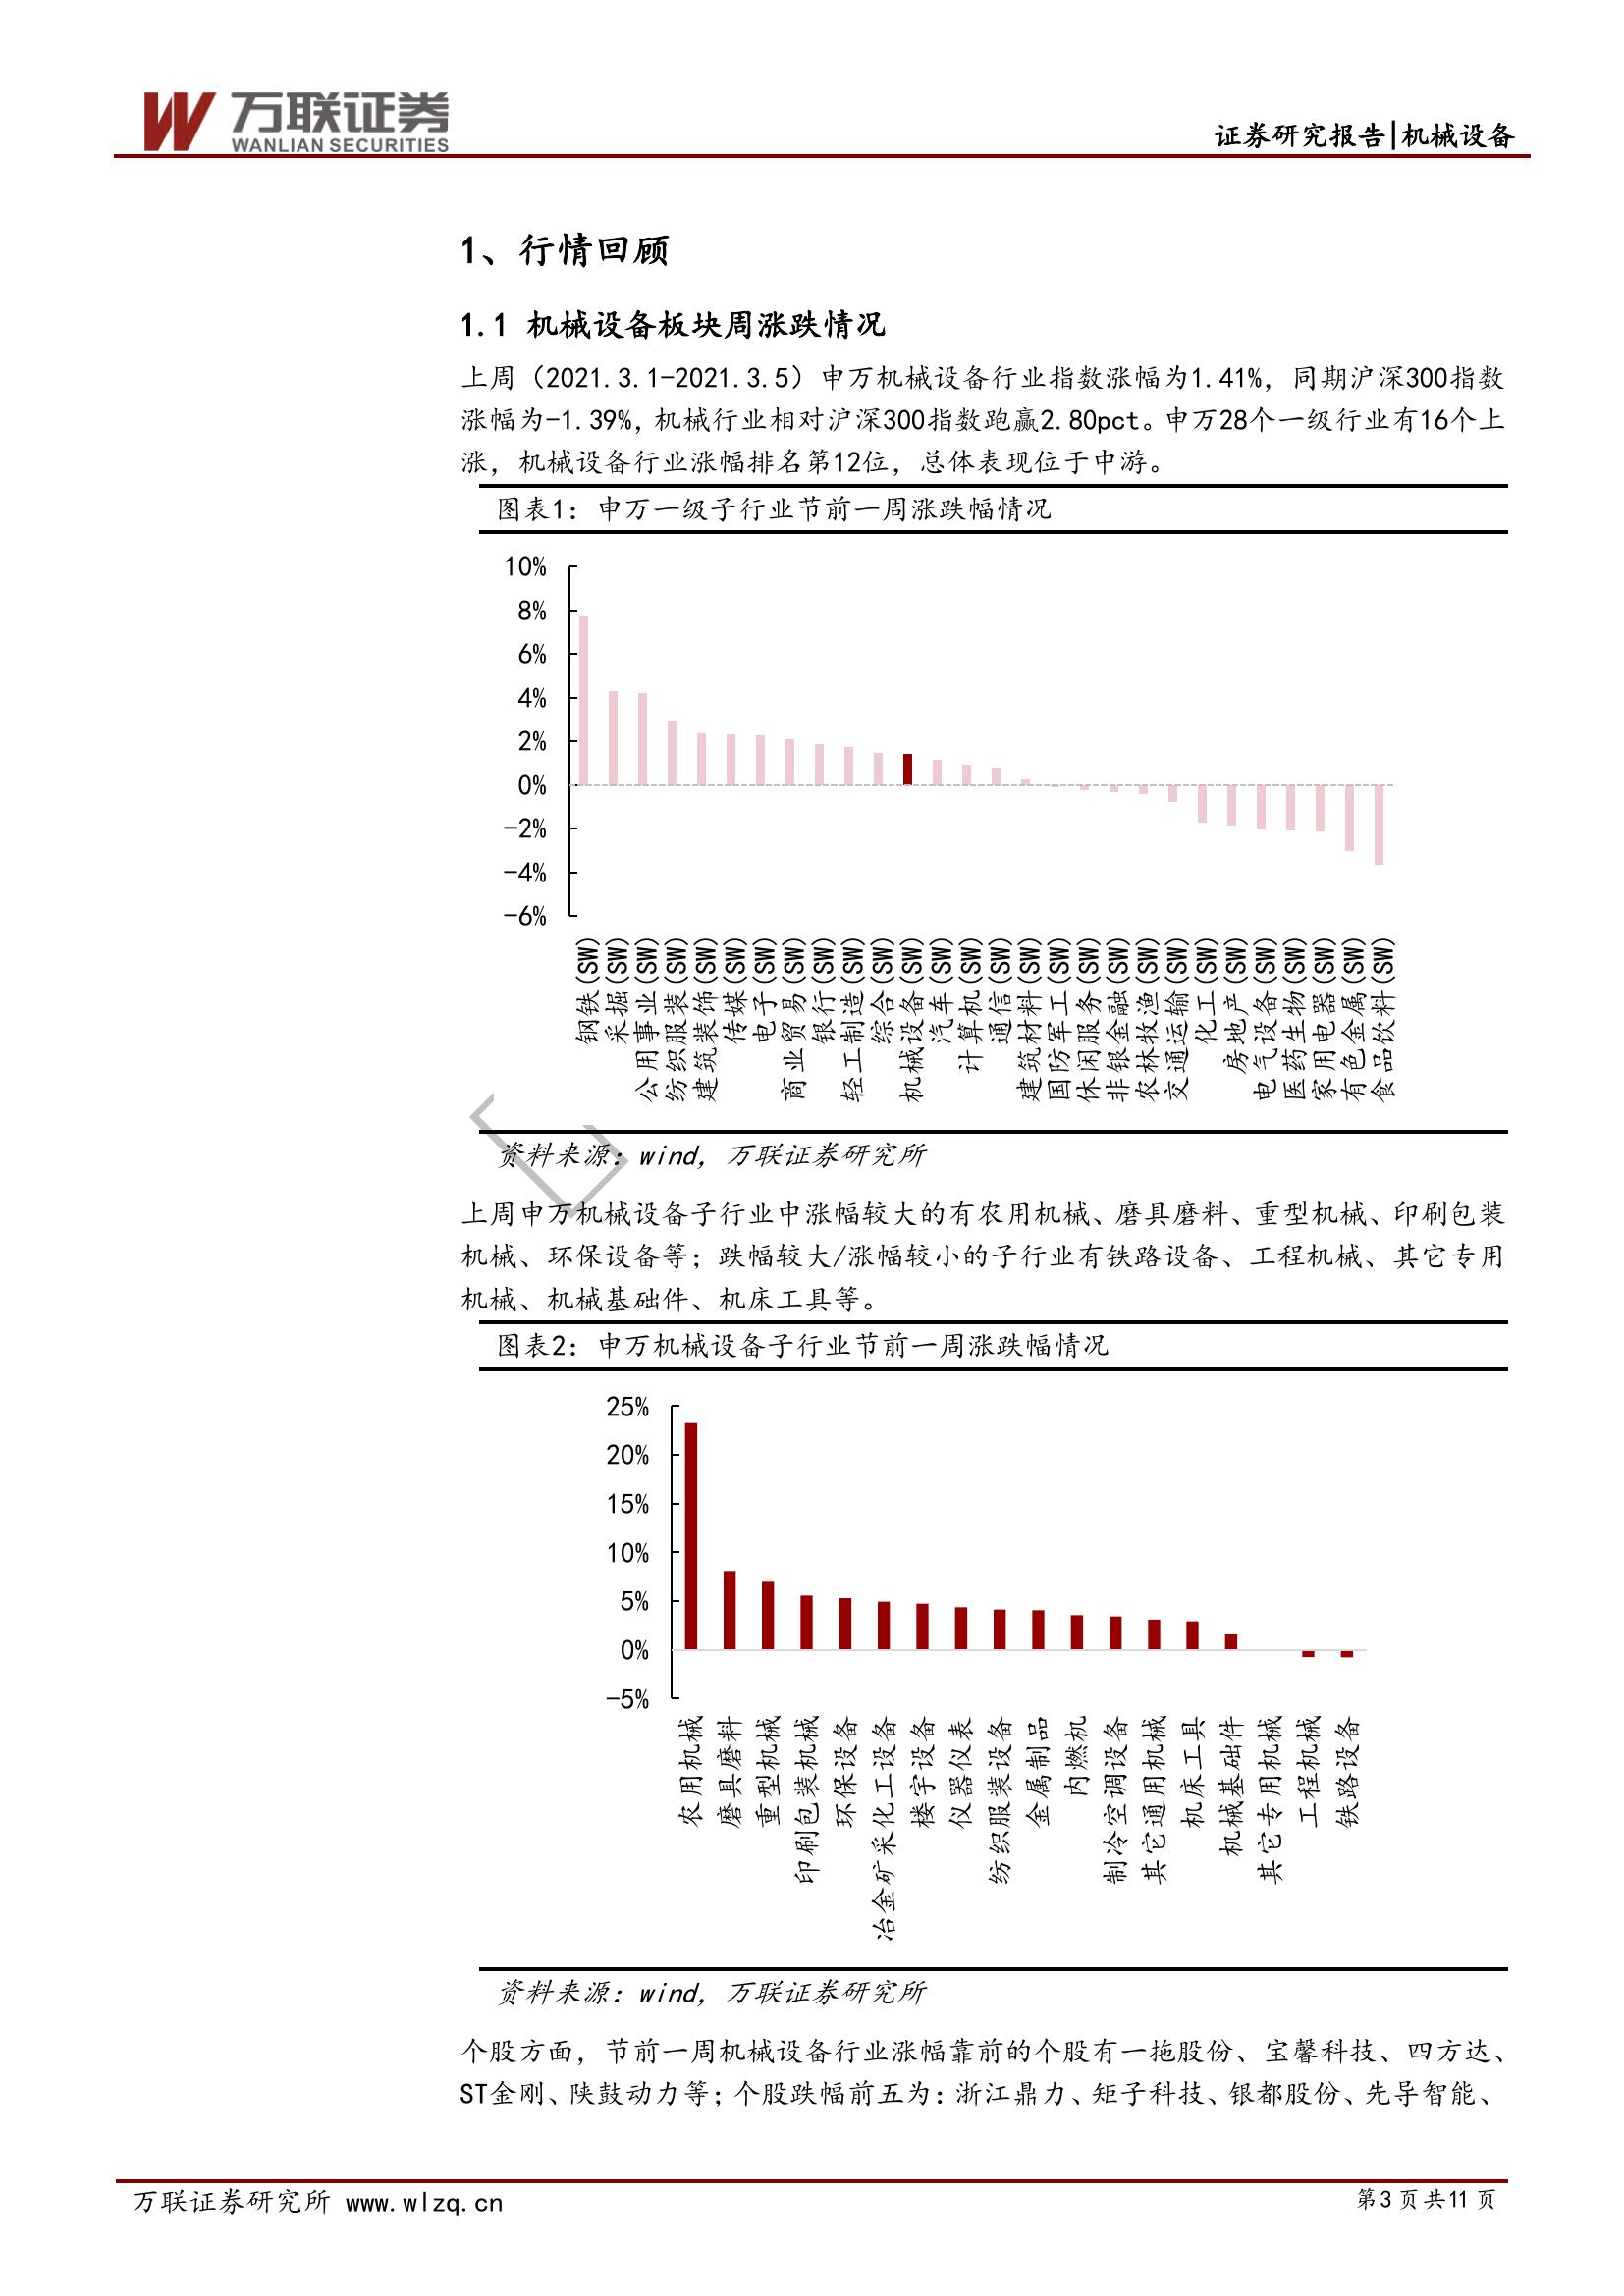 万联证券
WANLIAN SECURITIES
证券研究报告|机械设备
1、行情回顾
1.1 机械设备板块周涨跌情况
上周（2021.3.1-2021.3.5）申万机械设备行业指数涨幅为1.41%，同期沪深300指数
涨幅为-1.39%，机械行业相对沪深300指数跑赢2.80pct。申万28个一级行业有16个上
涨，机械设备行业涨幅排名第12位，总体表现位于中游。
图表1：申万一级子行业节前一周涨跌幅情况
10%
8%
6%
4%
2%
0%
-2%
-4%
-6%
钢铁(SW)
采掘(SW)
公用事业(SW)
纺织服装(SW)
建筑装饰(SW)
传媒(SW)
电子(SW)
商业贸易(SW)
银行(SW)
轻工制造(SW)
综合(SW)
机械设备(SW)
汽车(SW)
计算机(SW)
通信(SW)
建筑材料(SW)
国防军工(SW)
休闲服务(SW)
非银金融(SW)
农林牧渔(SW)
交通运输(SW)
化工(SW)
房地产(SW)
电气设备(SW)
医药生物(SW)
家用电器(SW)
有色金属(SW)
食品饮料(SW)
资料来源：wind，万联证券研究所
上周申万机械设备子行业中涨幅较大的有农用机械、磨具磨料、重型机械、印刷包装
机械、环保设备等；跌幅较大/涨幅较小的子行业有铁路设备、工程机械、其它专用
机械、机械基础件、机床工具等。
图表2：申万机械设备子行业节前一周涨跌幅情况
25%
20%
15%
10%
5%
0%
-5%
农用机械
磨具磨料
重型机械
印刷包装机械
环保设备
冶金矿采化工设备
楼宇设备
仪器仪表
纺织服装设备
金属制品
内燃机
制冷空调设备
其它通用机械
机床工具
机械基础件
其它专用机械
工程机械
铁路设备
资料来源：wind，万联证券研究所
个股方面，节前一周机械设备行业涨幅靠前的个股有一拖股份、宝馨科技、四方达、
ST金刚、陕鼓动力等；个股跌幅前五为：浙江鼎力、矩子科技、银都股份、先导智能、
万联证券研究所 www.wlzq.cn
第3页共11页